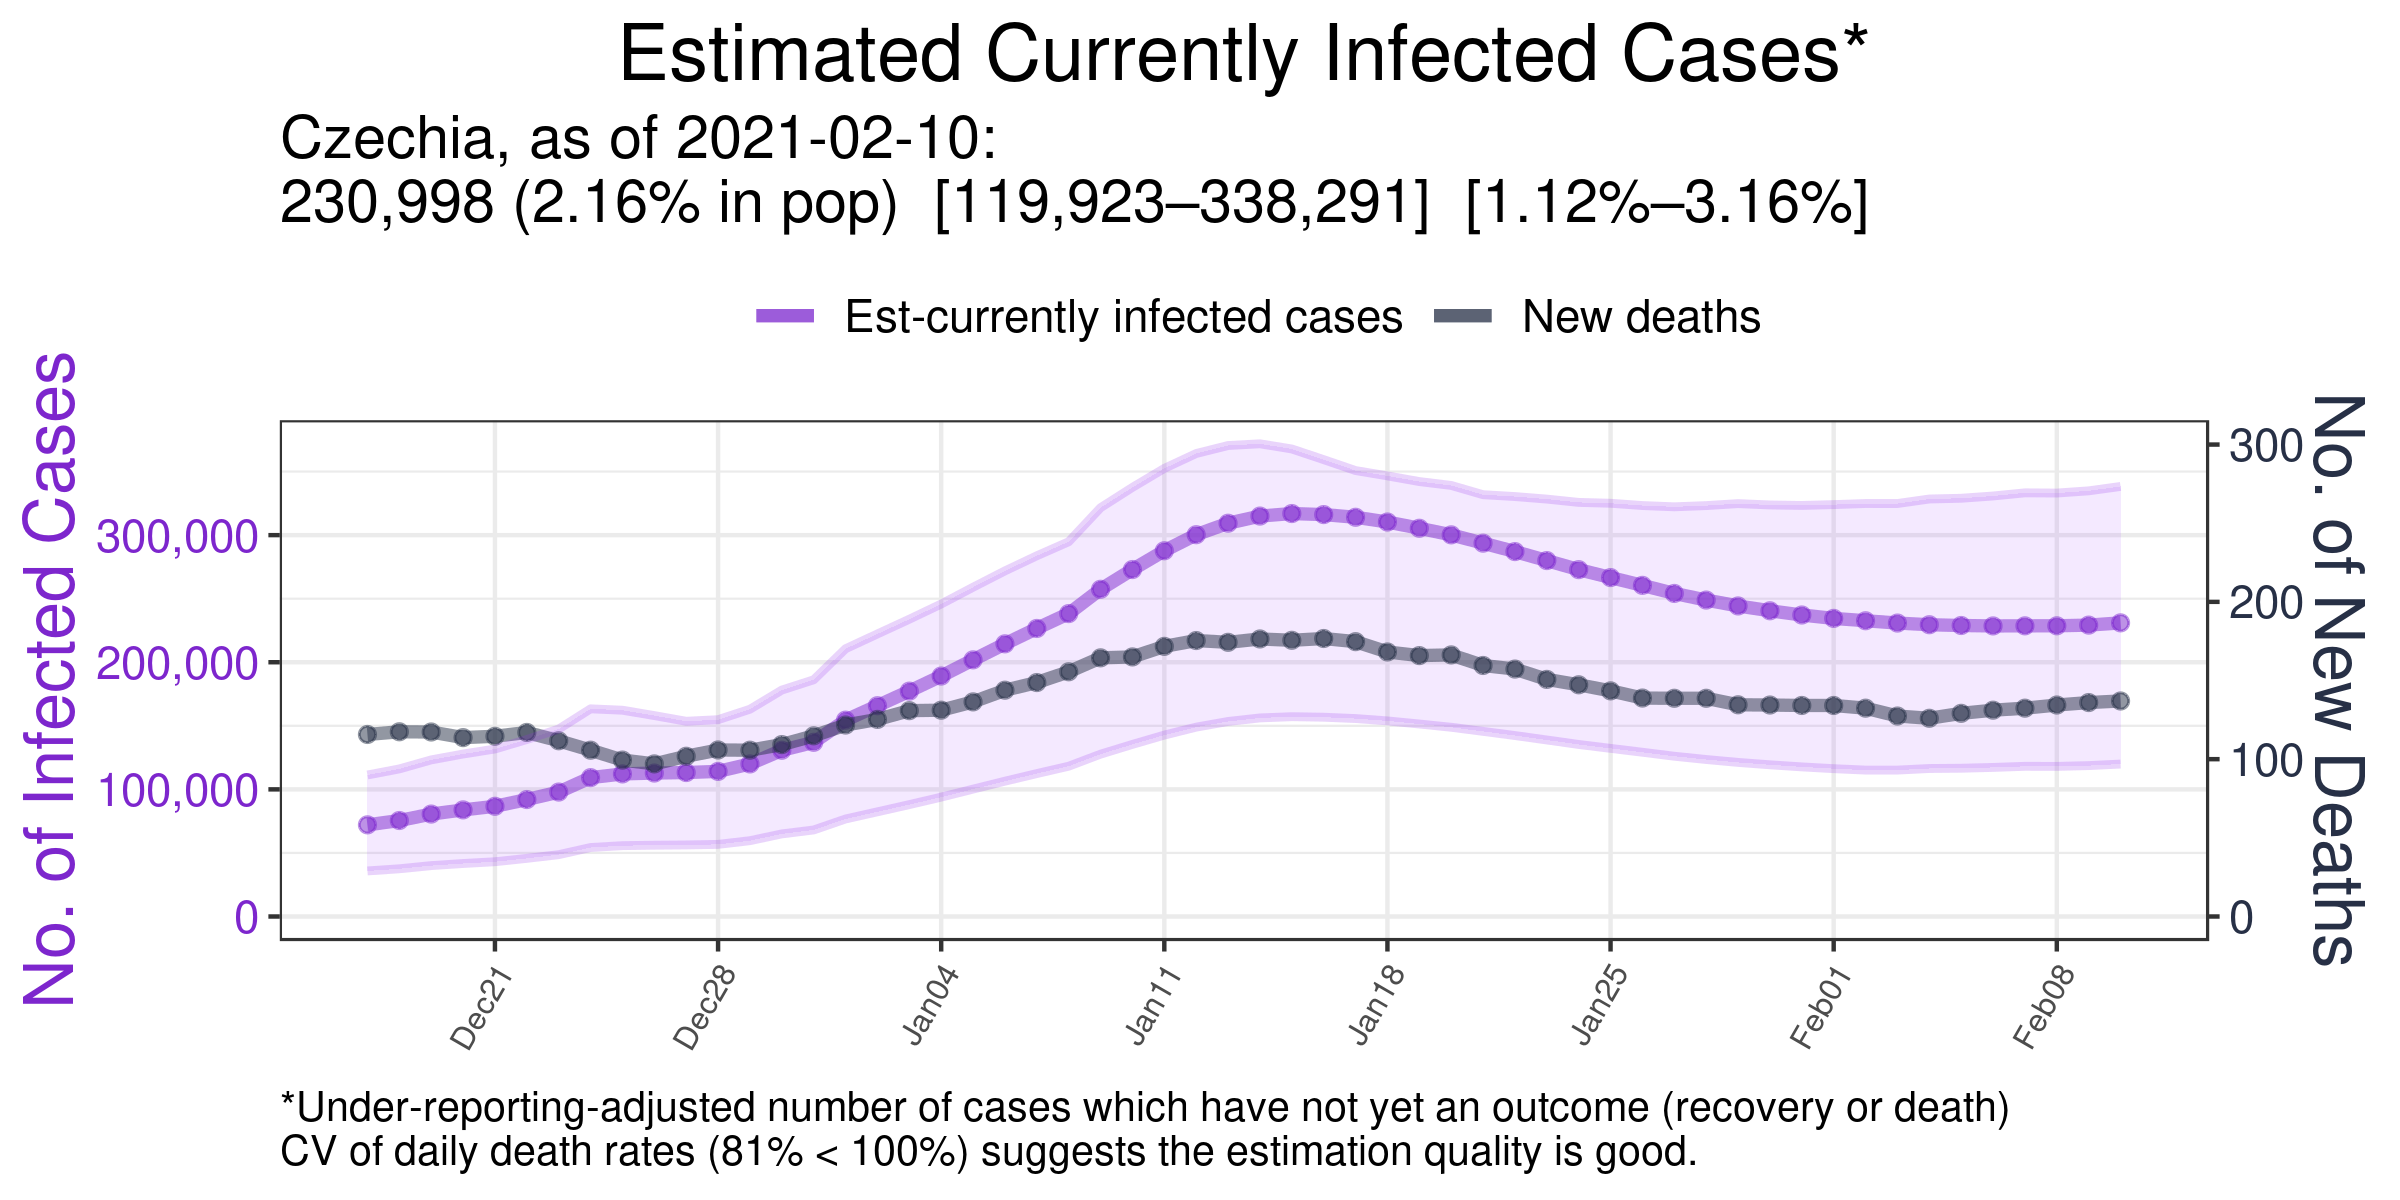 Estimated Currently Infected Cases*
Czechia, as of 2021-02-10:
230,998 (2.16% in pop)  [119,923–338,291]  [1.12%–3.16%]
Est-currently infected cases
New deaths
No. of Infected Cases
300,000
200,000
100,000
0
300
200
100
0
No. of New Deaths
Dec21
Dec28
Jan04
Jan11
Jan18
Jan25
Feb01
Feb08
*Under-reporting-adjusted number of cases which have not yet an outcome (recovery or death)
CV of daily death rates (81% < 100%) suggests the estimation quality is good.